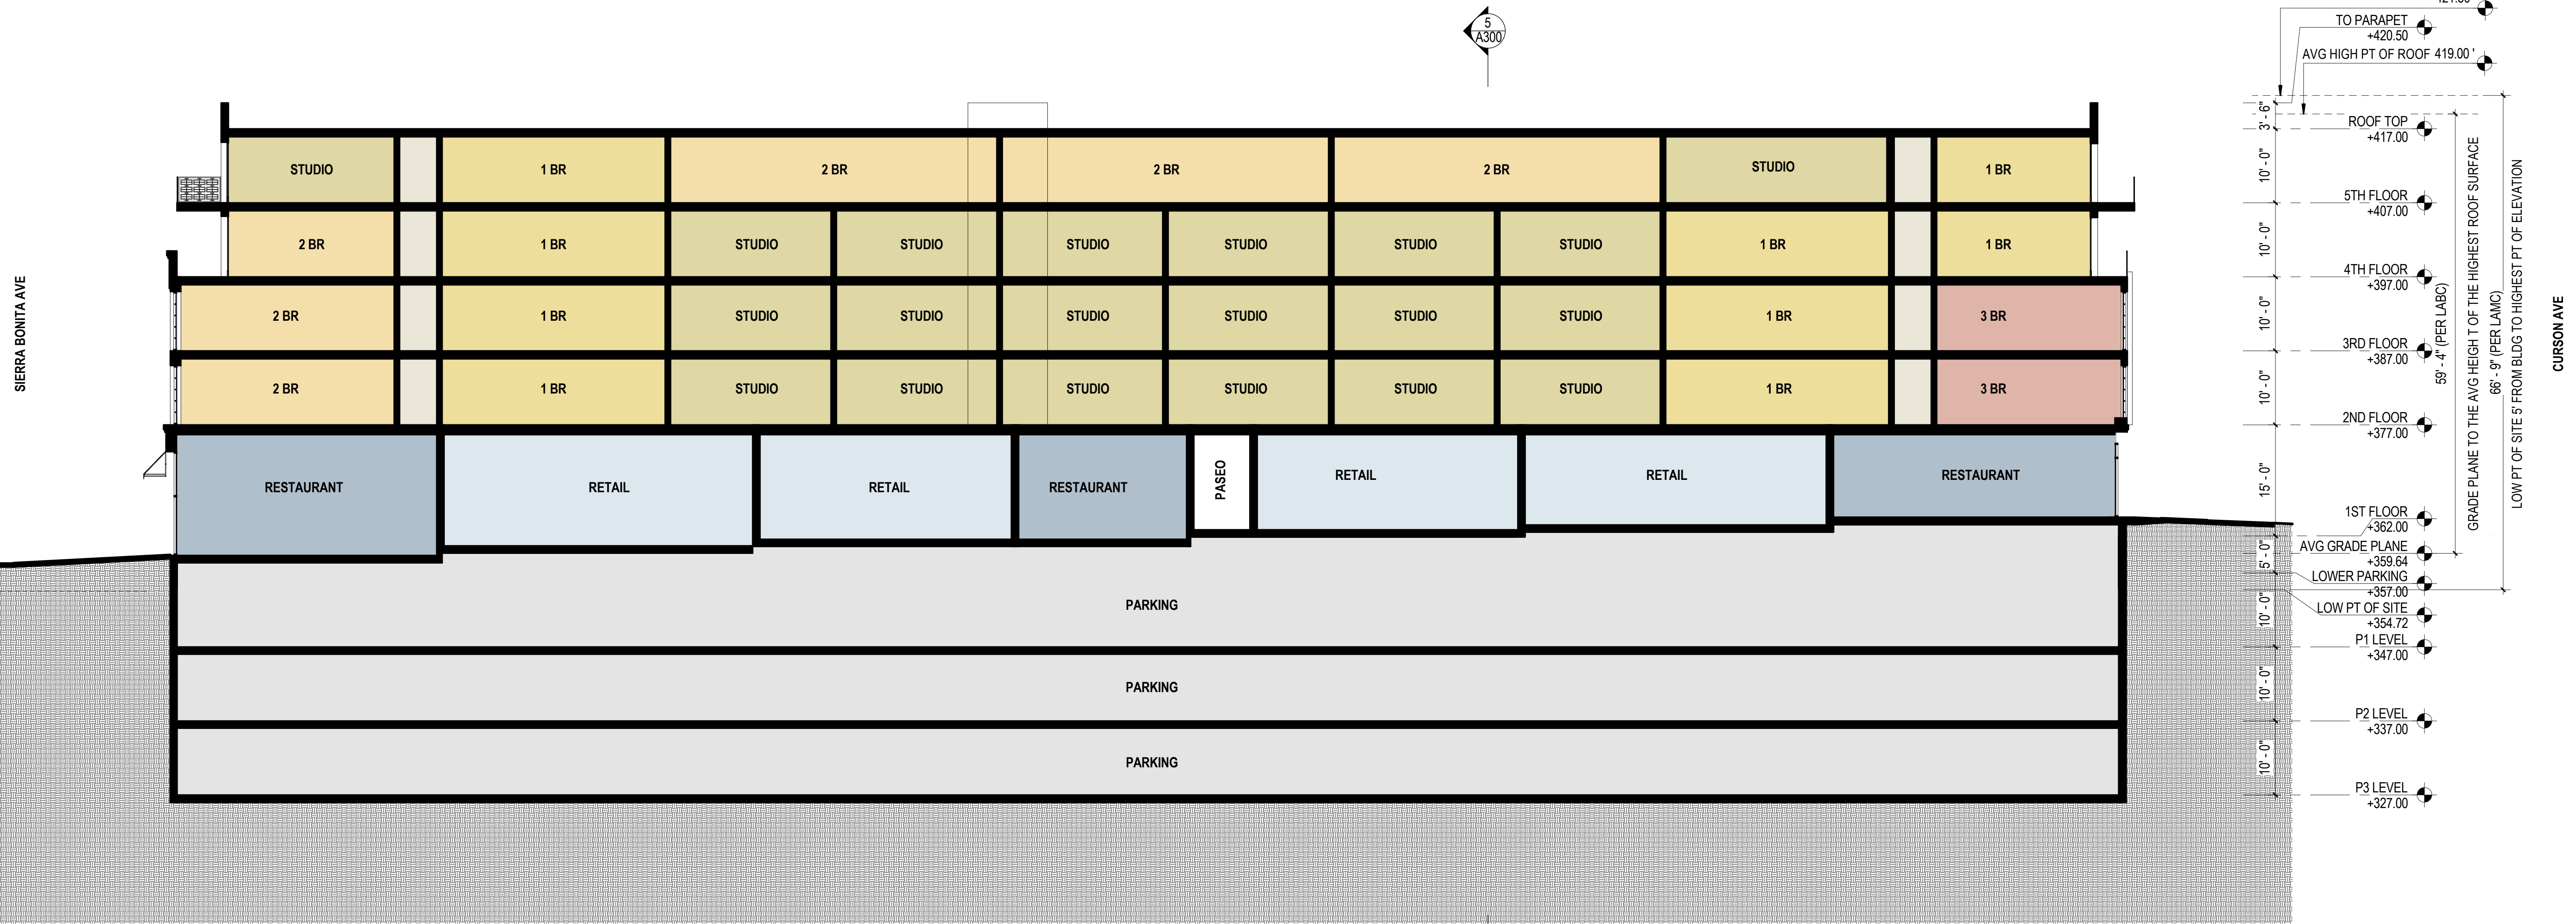 5
A300
TO PARAPET
+420.50
AVG HIGH PT OF ROOF 419.00 '
3' - 6"
ROOF TOP
+417.00
STUDIO
1 BR
2 BR
2 BR
2 BR
STUDIO
1 BR
10' - 0"
5TH FLOOR
+407.00
2 BR
1 BR
STUDIO
STUDIO
STUDIO
STUDIO
STUDIO
STUDIO
1 BR
1 BR
10' - 0"
4TH FLOOR
+397.00
2 BR
1 BR
STUDIO
STUDIO
STUDIO
STUDIO
STUDIO
STUDIO
1 BR
3 BR
10' - 0"
3RD FLOOR
+387.00
2 BR
1 BR
STUDIO
STUDIO
STUDIO
STUDIO
STUDIO
STUDIO
1 BR
3 BR
10' - 0"
2ND FLOOR
+377.00
RESTAURANT
RETAIL
RETAIL
RESTAURANT
PASEO
RETAIL
RETAIL
RESTAURANT
15' - 0"
1ST FLOOR
+362.00
AVG GRADE PLANE
+359.64
5' - 0"
LOWER PARKING
+357.00
LOW PT OF SITE
+354.72
PARKING
10' - 0"
P1 LEVEL
+347.00
PARKING
10' - 0"
P2 LEVEL
+337.00
PARKING
10' - 0"
P3 LEVEL
+327.00
SIERRA BONITA AVE
59' - 4" (PER LABC)
GRADE PLANE TO THE AVG HEIGH T OF THE HIGHEST ROOF SURFACE
66' - 9" (PER LAMC)
LOW PT OF SITE 5' FROM BLDG TO HIGHEST PT OF ELEVATION
CURSON AVE